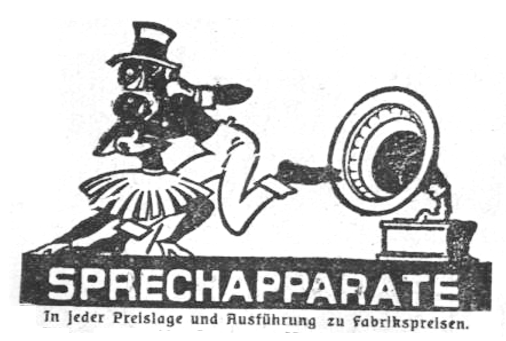 SPRECHAPPARATE
In jeder Preislage und Ausführung zu Fabrikspreisen.